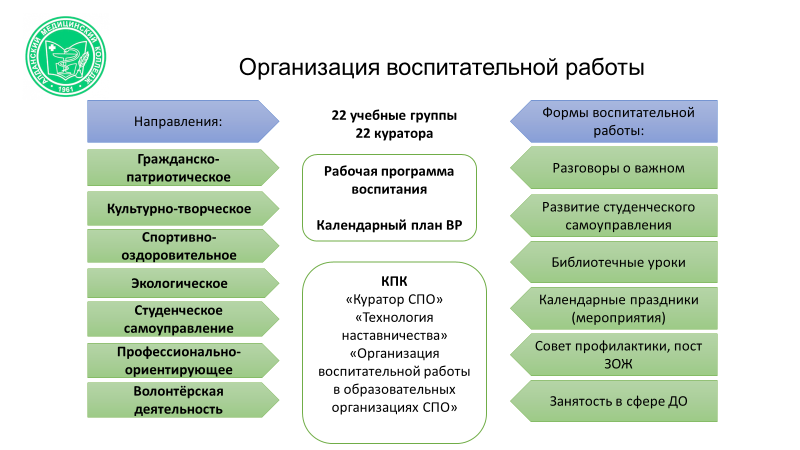 АЛДАНСКИЙ МЕДИЦИНСКИЙ КОЛЛЕДЖ
1961
Организация воспитательной работы
Направления:
Гражданско-
патриотическое
Культурно-творческое
Спортивно-
оздоровительное
Экологическое
Студенческое
самоуправление
Профессионально-
ориентирующее
Волонтёрская
деятельность
22 учебные группы
22 куратора
Рабочая программа
воспитания
Календарный план ВР
КПК
«Куратор СПО»
«Технология
наставничества»
«Организация
воспитательной работы
в образовательных
организациях СПО»
Формы воспитательной
работы:
Разговоры о важном
Развитие студенческого
самоуправления
Библиотечные уроки
Календарные праздники
(мероприятия)
Совет профилактики, пост
ЗОЖ
Занятость в сфере ДО